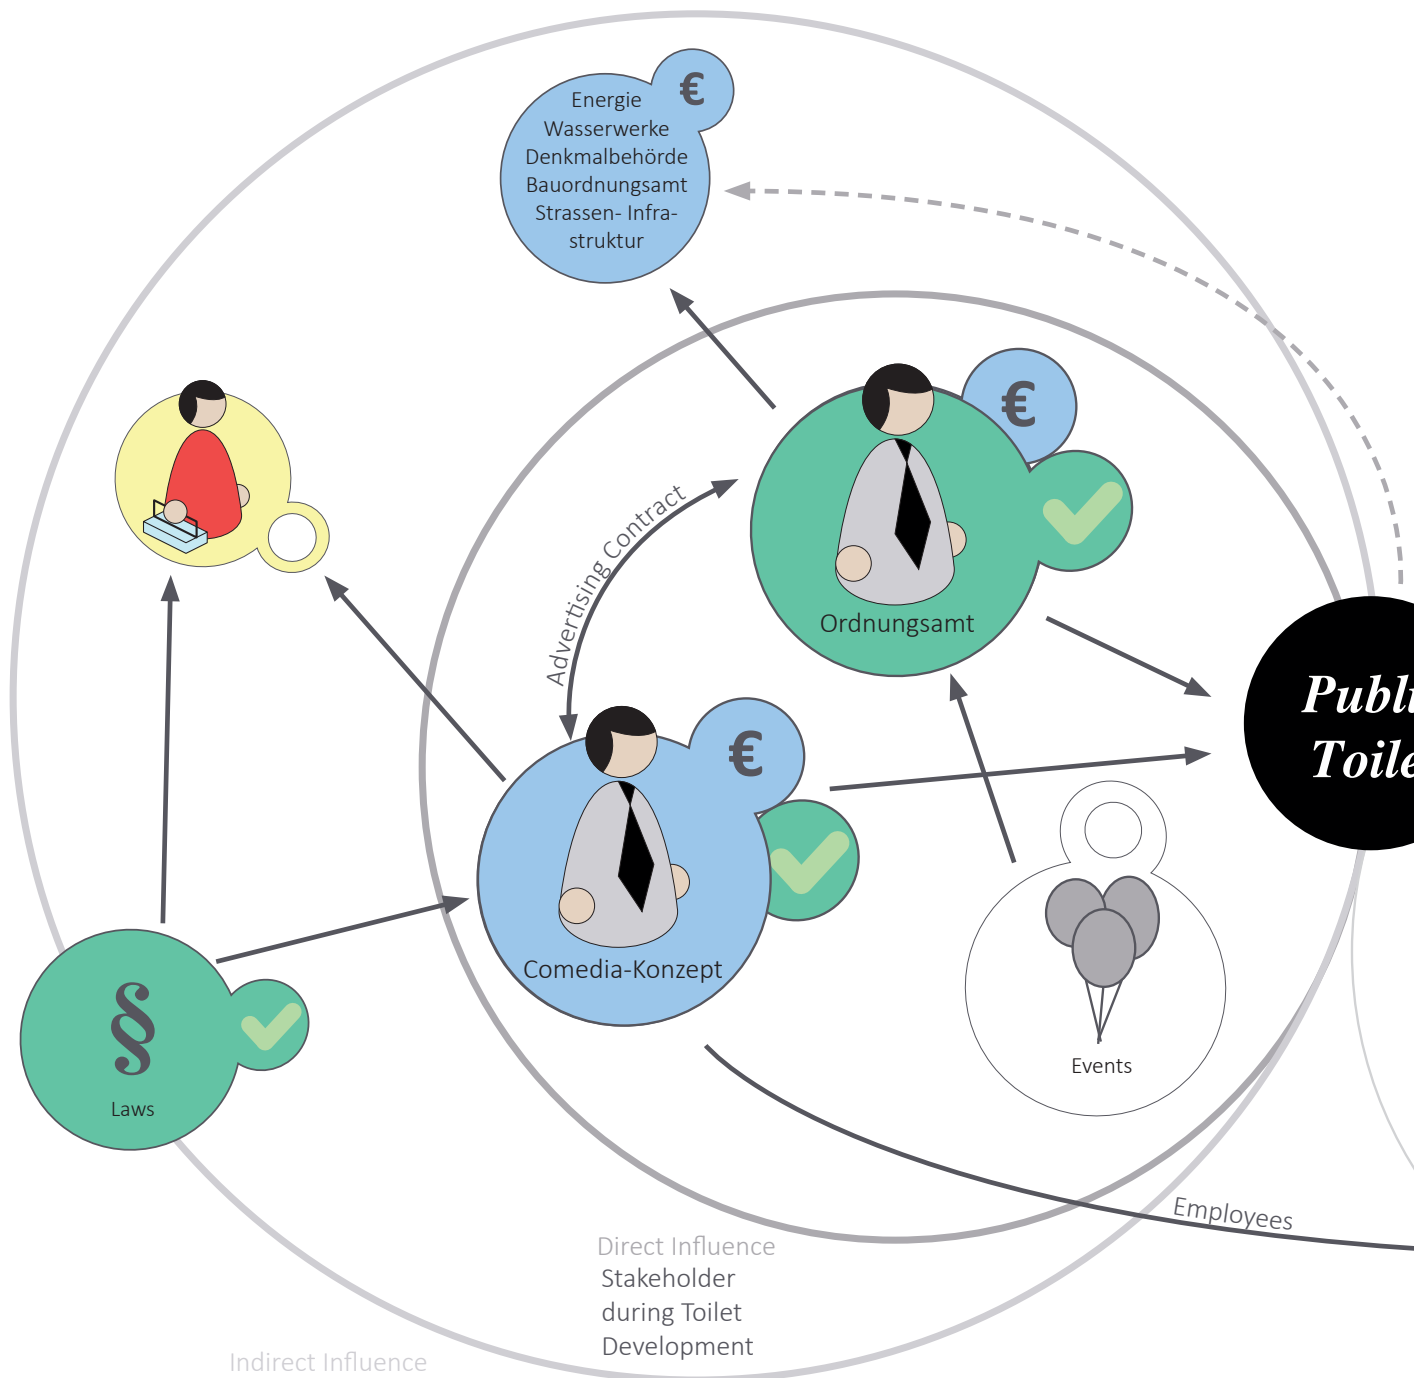 €
Energie
Wasserwerke
Denkmalbehörde
Bauordnungsamt
Strassen- Infra-
struktur
€
Advertising Contract
Ordnungsamt
Publi
Toile
€
Comedia-Konzept
§
Laws
Events
Employees
Direct Influence
Stakeholder
during Toilet
Development
Indirect Influence